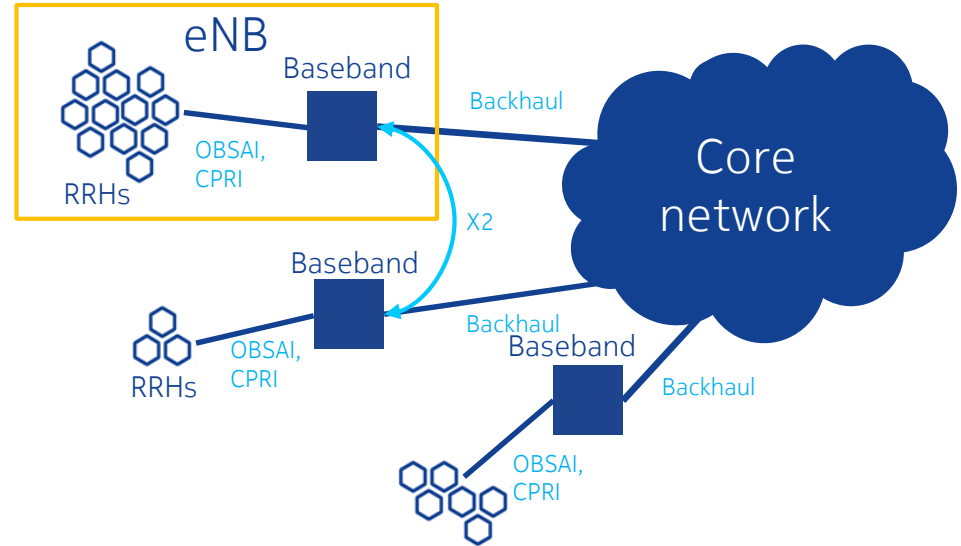 eNB
Baseband
Backhaul
OBSAI,
CPRI
RRHs
Core
network
X2
Baseband
Backhaul
OBSAI,
CPRI
RRHs
Baseband
Backhaul
OBSAI,
CPRI